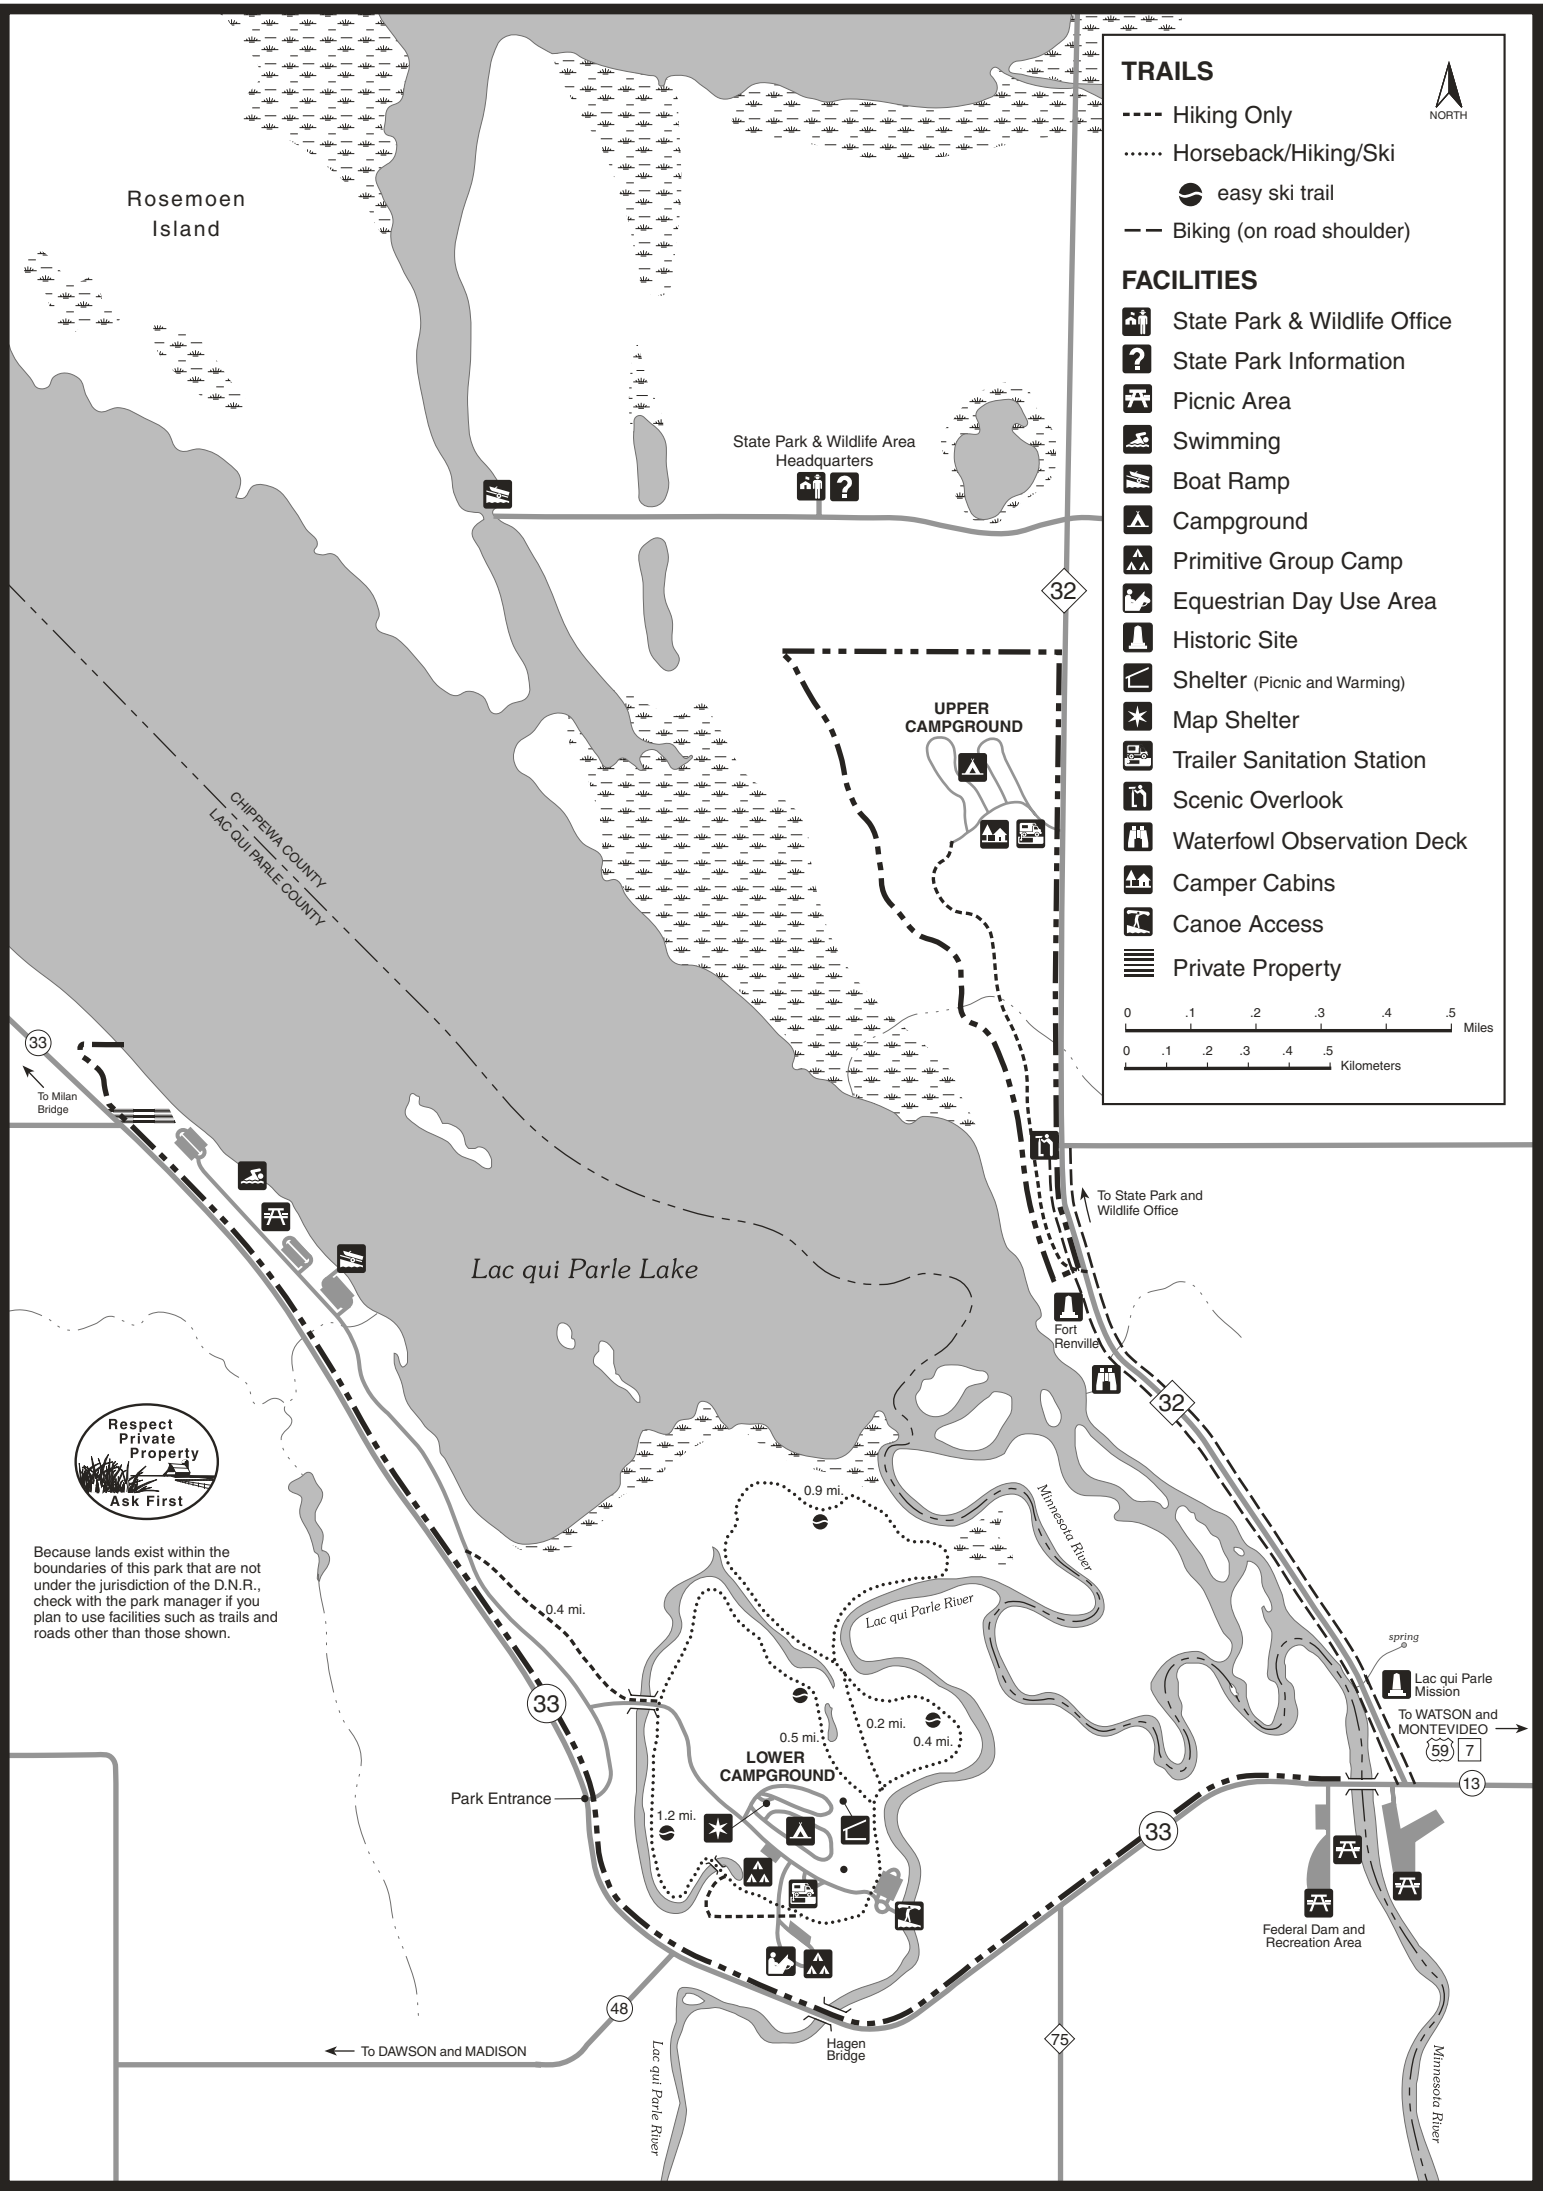 TRAILS
NORTH
Hiking Only
Horseback/Hiking/Ski
easy ski trail
Biking (on road shoulder)
FACILITIES
State Park & Wildlife Office
State Park Information
Picnic Area
Swimming
Boat Ramp
Campground
Primitive Group Camp
Equestrian Day Use Area
Historic Site
Shelter (Picnic and Warming)
Map Shelter
Trailer Sanitation Station
Scenic Overlook
Waterfowl Observation Deck
Camper Cabins
Canoe Access
Private Property
0 .1 .2 .3 .4 .5 Miles
0 .1 .2 .3 .4 .5 Kilometers
Rosemoen
Island
State Park & Wildlife Area
Headquarters
?
32
UPPER
CAMPGROUND
CHIPPEWA COUNTY
LAC QUI PARLE COUNTY
33
To Milan
Bridge
To State Park and
Wildlife Office
Lac qui Parle Lake
Fort
Renville
32
Respect
Private
Property
Ask First
Because lands exist within the
boundaries of this park that are not
under the jurisdiction of the D.N.R.,
check with the park manager if you
plan to use facilities such as trails and
roads other than those shown.
0.9 mi.
Minnesota River
0.4 mi.
Lac qui Parle River
spring
Lac qui Parle
Mission
33
To WATSON and
MONTEVIDEO
59 7
0.2 mi.
0.5 mi.
0.4 mi.
LOWER
CAMPGROUND
13
Park Entrance
1.2 mi.
33
Federal Dam and
Recreation Area
48
Hagen
Bridge
75
To DAWSON and MADISON
Lac qui Parle River
Minnesota River